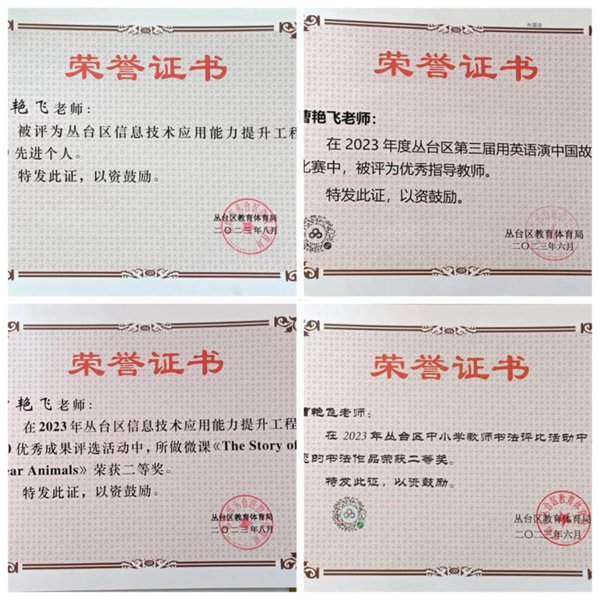 荣誉证书
艳飞老师：
被评为丛台区信息技术应用能力提升工程
先进个人。
特发此证，以资鼓励。
丛台区教育体育局
二〇二三年八月
荣誉证书
曹艳飞老师：
在 2023 年度丛台区第三届用英语演中国故
比赛中，被评为优秀指导教师。
特发此证，以资鼓励。
丛台区教育体育局
二〇二三年六月
荣誉证书
艳飞老师：
在2023年丛台区信息技术应用能力提升工程
优秀成果评选活动中，所做微课《The Story of
ear Animals》荣获二等奖。
特发此证，以资鼓励。
丛台区教育体育局
二〇二三年八月
荣誉证书
曹艳飞老师：
在 2023 年丛台区中小学教师书法评比活动中
您的书法作品荣获二等奖。
特发此证，以资鼓励。
丛台区教育体育局
二〇二三年六月